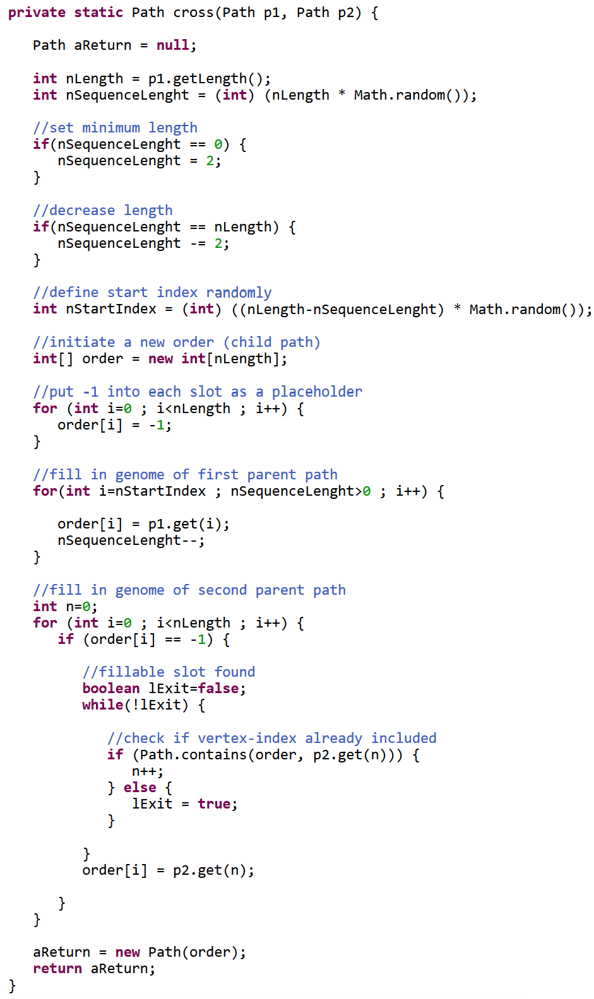 private static Path cross(Path p1, Path p2) {
Path aReturn = null;
int nLength = p1.getLength();
int nSequenceLenght = (int) (nLength * Math.random());
//set minimum length
if(nSequenceLenght == 0) {
nSequenceLenght = 2;
}
//decrease length
if(nSequenceLenght == nLength) {
nSequenceLenght -= 2;
}
//define start index randomly
int nStartIndex = (int) ((nLength-nSequenceLenght) * Math.random());
//initiate a new order (child path)
int[] order = new int[nLength];
//put -1 into each slot as a placeholder
for (int i=0 ; i<nLength ; i++) {
order[i] = -1;
}
//fill in genome of first parent path
for(int i=nStartIndex ; nSequenceLenght>0 ; i++) {
order[i] = p1.get(i);
nSequenceLenght--;
}
//fill in genome of second parent path
int n=0;
for (int i=0 ; i<nLength ; i++) {
if (order[i] == -1) {
//fillable slot found
boolean lExit=false;
while(!lExit) {
//check if vertex-index already included
if (Path.contains(order, p2.get(n))) {
n++;
} else {
lExit = true;
}
}
order[i] = p2.get(n);
}
}
aReturn = new Path(order);
return aReturn;
}